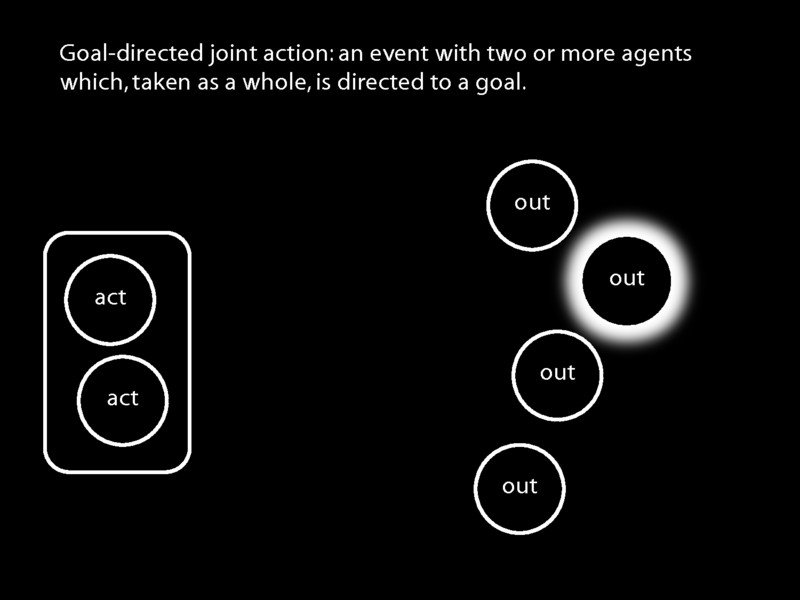 Goal-directed joint action: an event with two or more agents
which, taken as a whole, is directed to a goal.
out
out
act
out
act
out